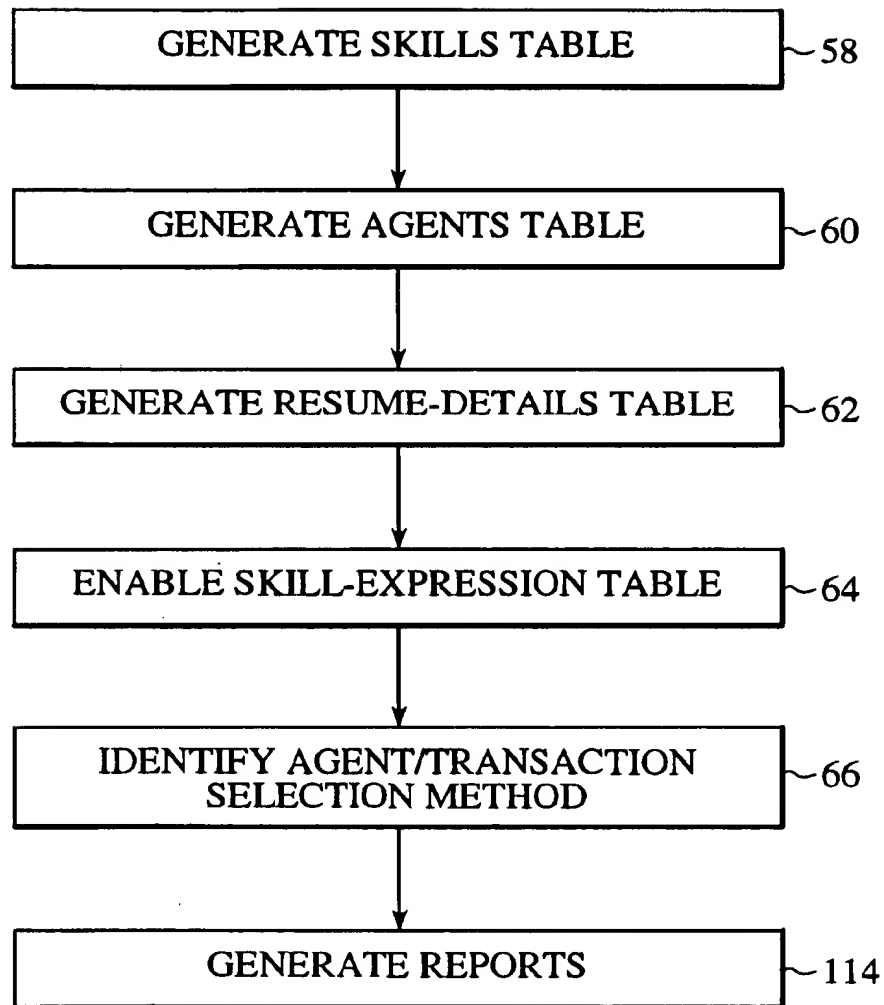 GENERATE SKILLS TABLE 58
GENERATE AGENTS TABLE 60
GENERATE RESUME-DETAILS TABLE 62
ENABLE SKILL-EXPRESSION TABLE 64
IDENTIFY AGENT/TRANSACTION
SELECTION METHOD 66
GENERATE REPORTS 114